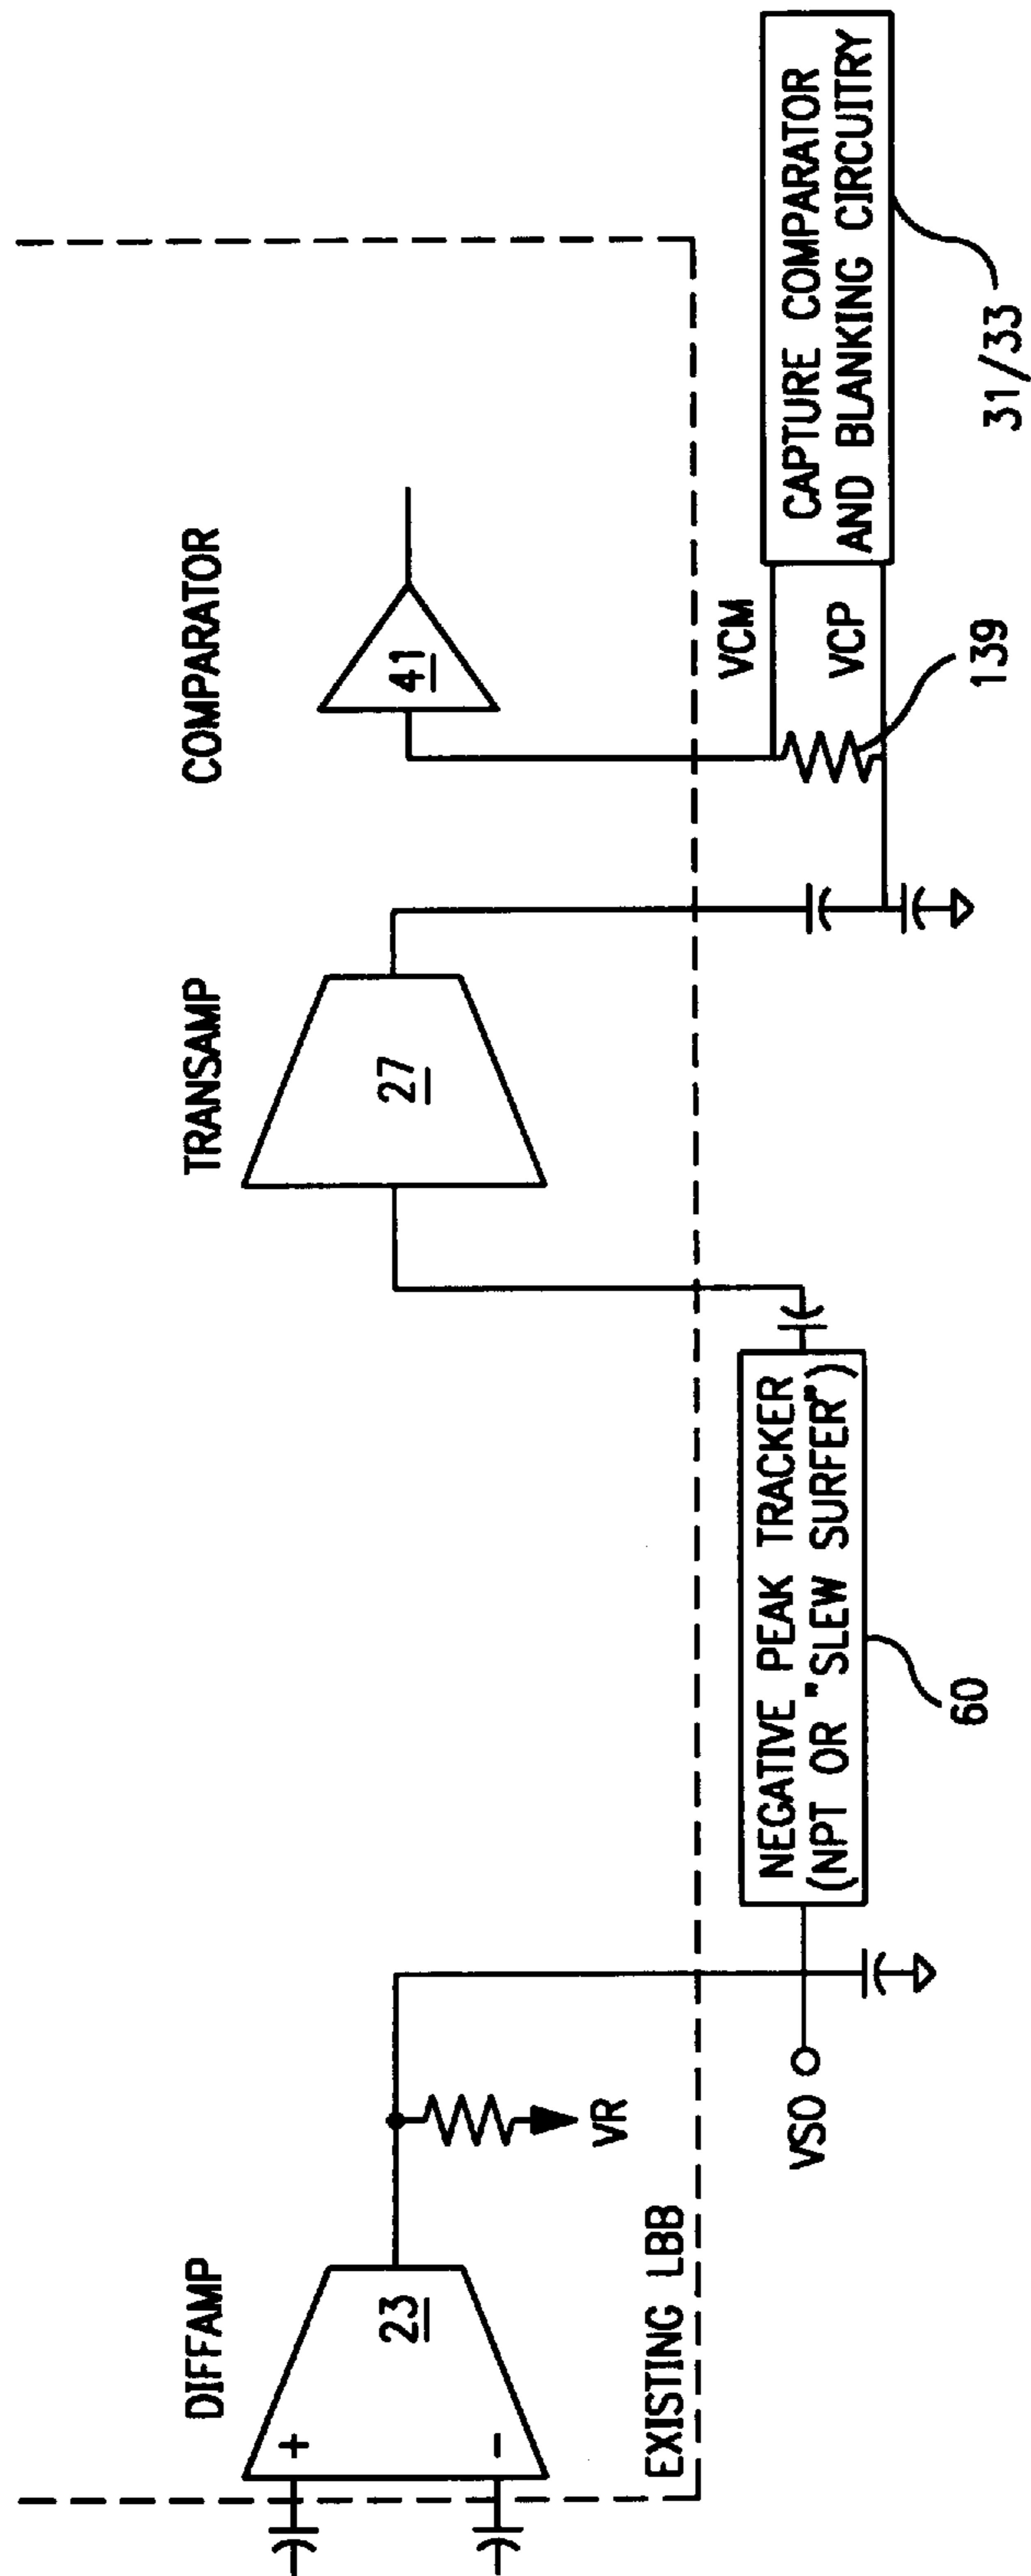 DIFFAMP
TRANSAMP
COMPARATOR
+
-
23
27
41
VR
EXISTING LBB
VSO
NEGATIVE PEAK TRACKER
(NPT OR "SLEW SURFER")
60
VCM
VCP
139
CAPTURE COMPARATOR
AND BLANKING CIRCUITRY
31/33